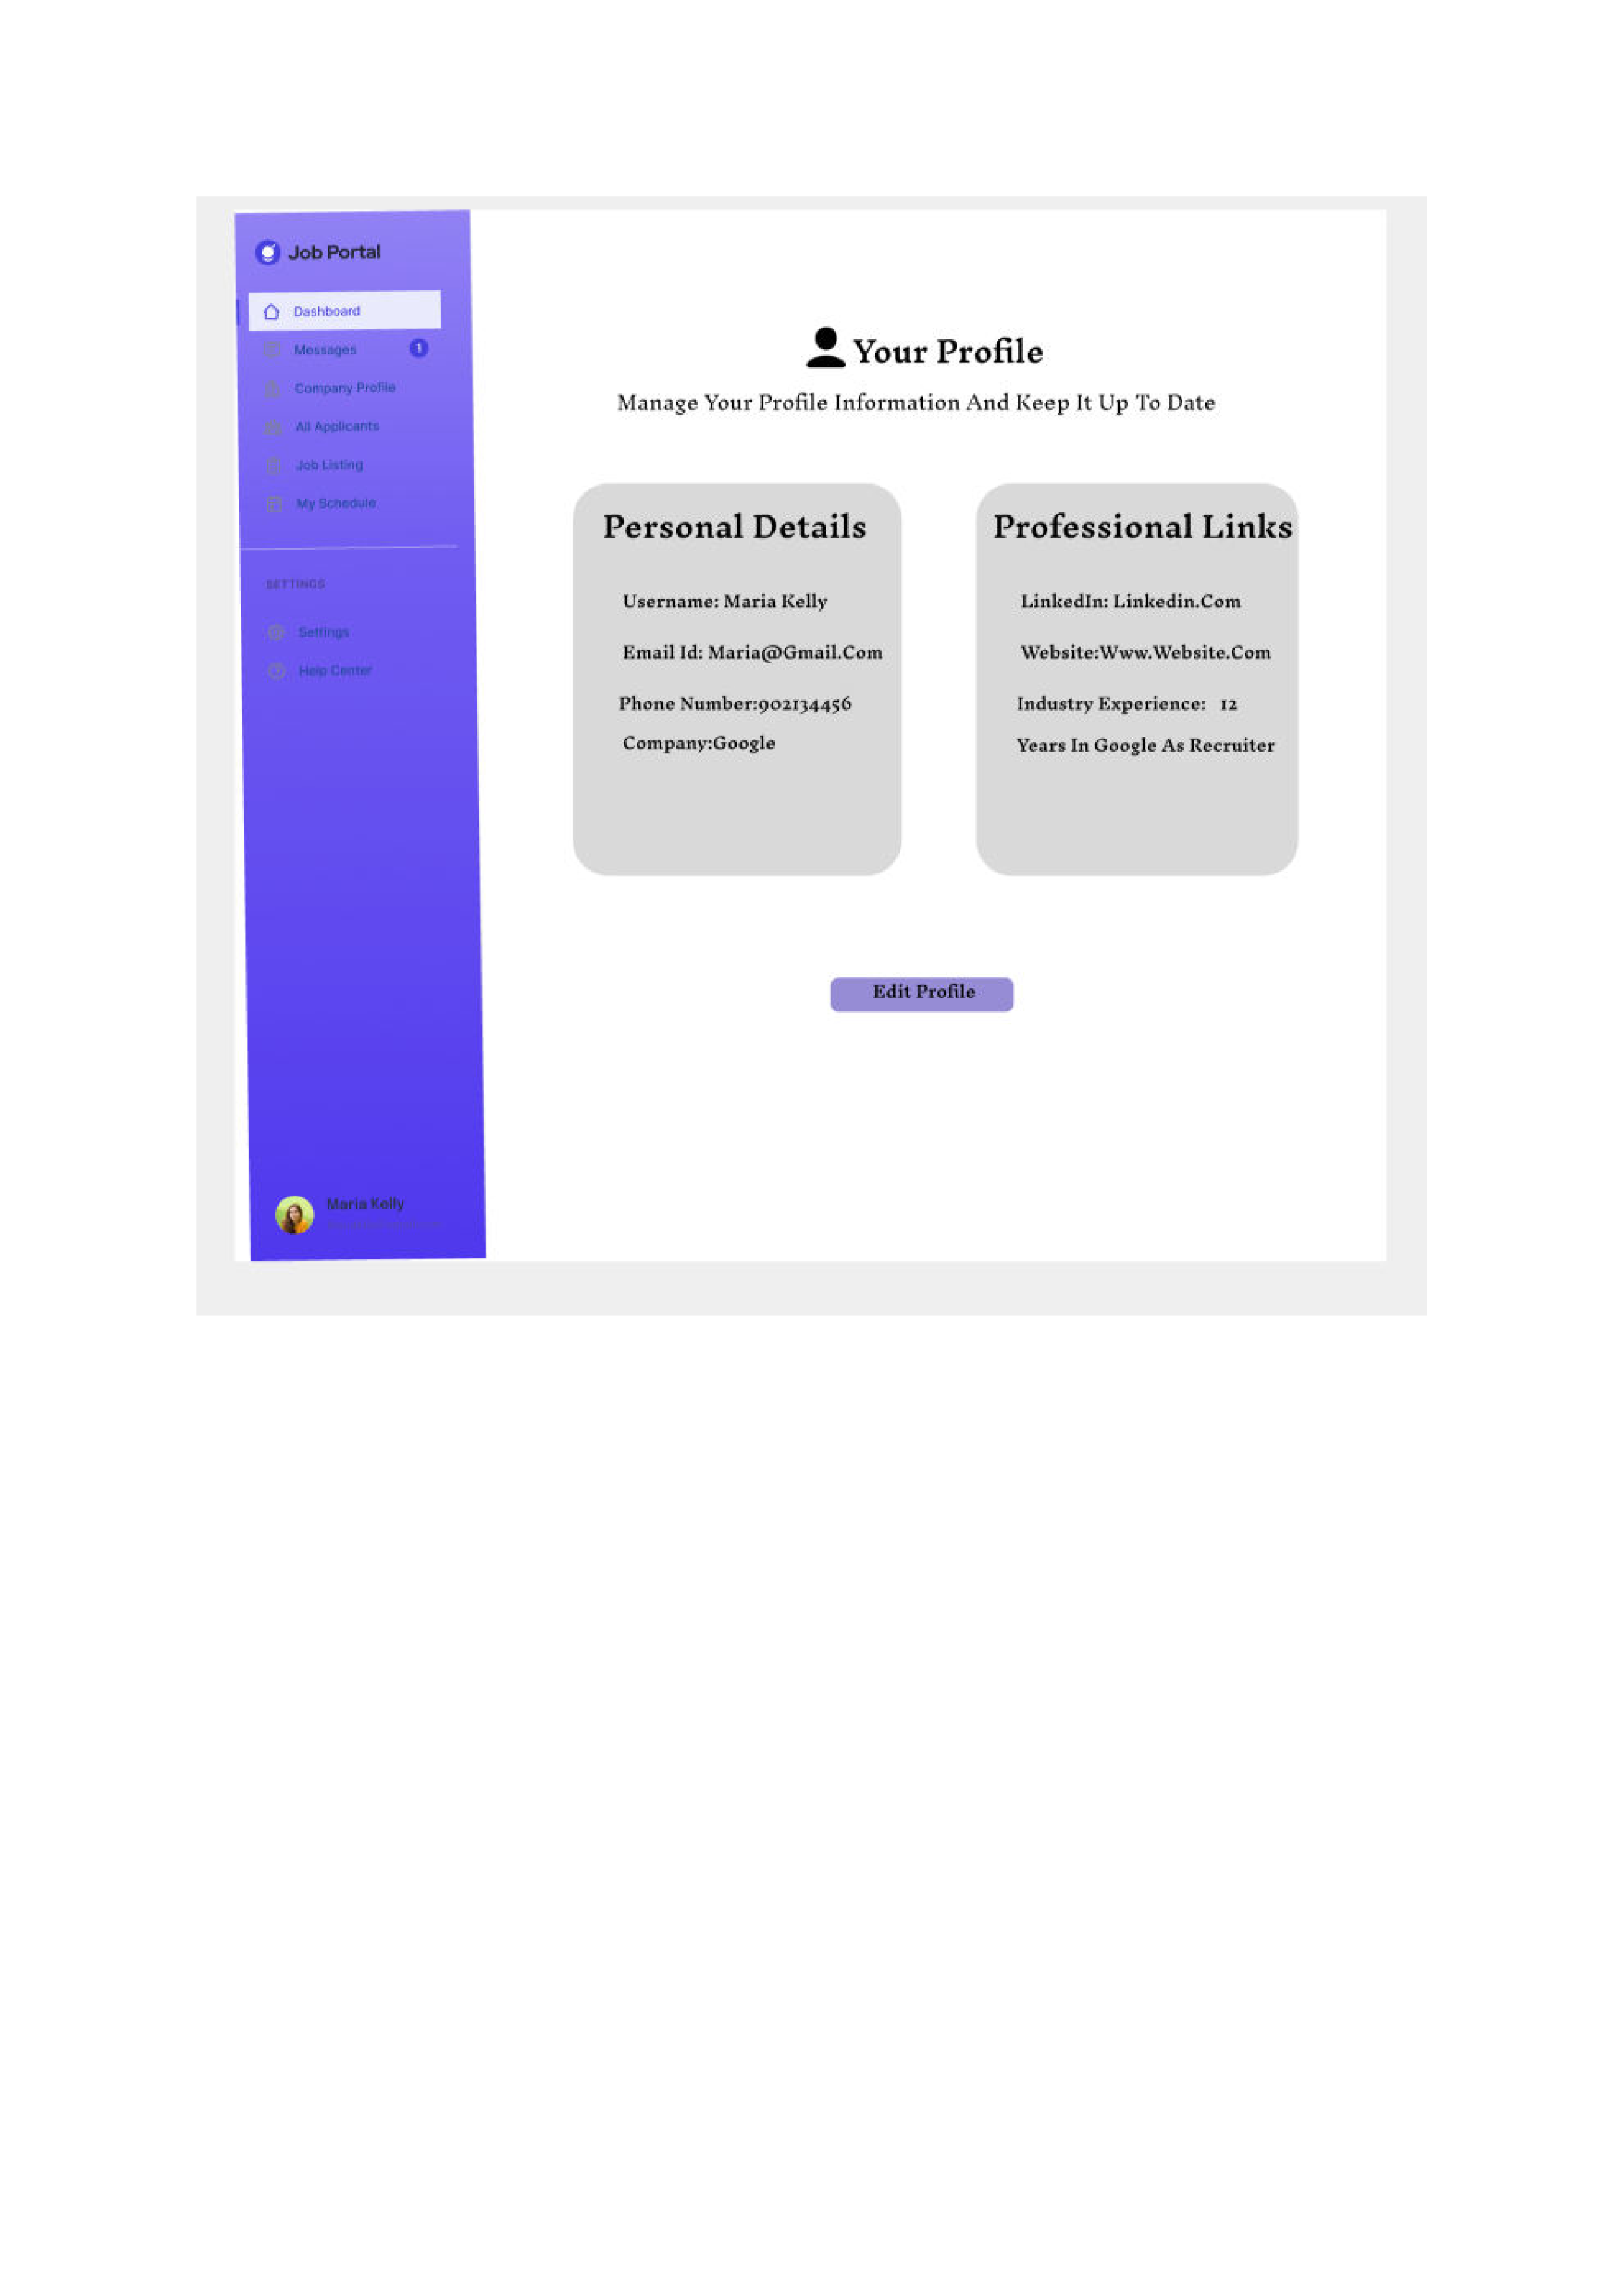 Job Portal
Dashboard
Messages 1
Company Profile
All Applicants
Job Listing
My Schedule
SETTINGS
Settings
Help Center
Maria Kelly
Your Profile
Manage Your Profile Information And Keep It Up To Date
Personal Details
Username: Maria Kelly
Email Id: Maria@Gmail.Com
Phone Number:902134456
Company:Google
Professional Links
LinkedIn: Linkedin.Com
Website:Www.Website.Com
Industry Experience: 12
Years In Google As Recruiter
Edit Profile